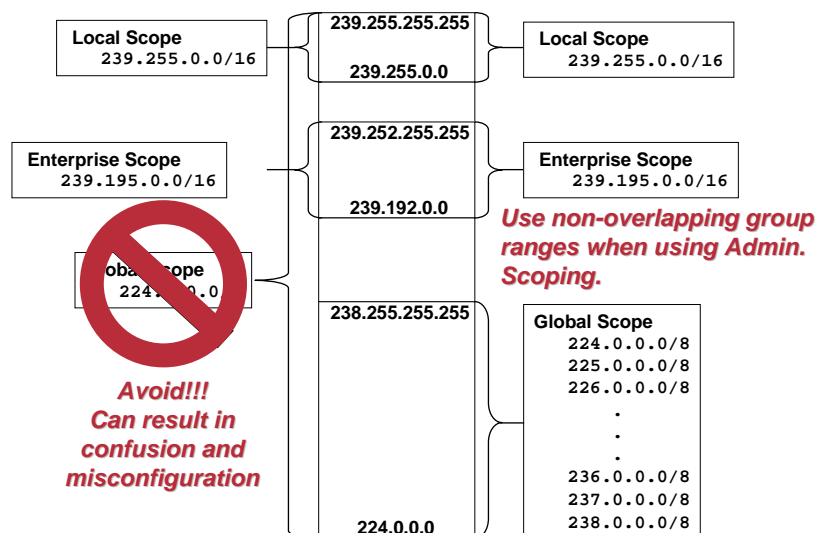 Local Scope
239.255.0.0/16
239.255.255.255
239.255.0.0
Local Scope
239.255.0.0/16
Enterprise Scope
239.195.0.0/16
239.252.255.255
239.192.0.0
Enterprise Scope
239.195.0.0/16
Use non-overlapping group
ranges when using Admin.
Scoping.
Scope
224.
Avoid!!!
Can result in
confusion and
misconfiguration
238.255.255.255
224.0.0.0
Global Scope
224.0.0.0/8
225.0.0.0/8
226.0.0.0/8
.
.
.
236.0.0.0/8
237.0.0.0/8
238.0.0.0/8